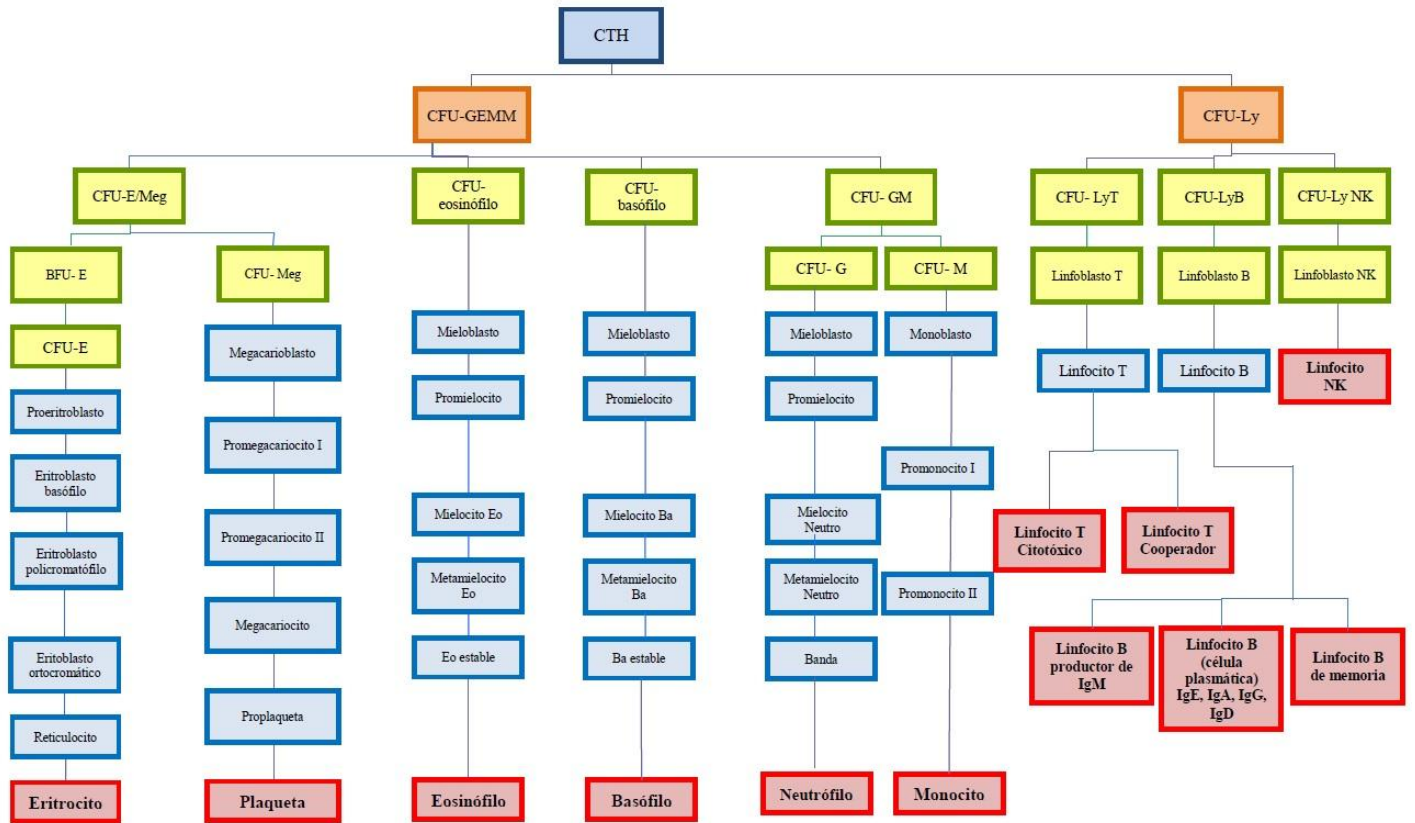 CTH
CFU-GEMM
CFU-Ly
CFU-E/Meg
CFU-
eosinófilo
CFU-
basófilo
CFU- GM
CFU- LyT
CFU-LyB
CFU-Ly NK
BFU- E
CFU- Meg
CFU- G
CFU- M
Linfoblasto T
Linfoblasto B
Linfoblasto NK
CFU-E
Megacarioblasto
Mieloblasto
Mieloblasto
Mieloblasto
Monoblasto
Linfocito T
Linfocito B
Linfocito
NK
Proeritroblasto
Promielocito
Promielocito
Promielocito
Promegacariocito I
Promonocito I
Eritroblasto
basófilo
Mielocito Eo
Mielocito Ba
Mielocito
Neutro
Linfocito T
Citotóxico
Linfocito T
Cooperador
Eritroblasto
policromatófilo
Promegacariocito II
Metamielocito
Eo
Metamielocito
Ba
Metamielocito
Neutro
Promonocito II
Megacariocito
Eritoblasto
ortocromático
Eo estable
Ba estable
Banda
Linfocito B
productor de
IgM
Linfocito B
(célula
plasmática)
IgE, IgA, IgG,
IgD
Linfocito B
de memoria
Proplaqueta
Reticulocito
Eritrocito
Plaqueta
Eosinófilo
Basófilo
Neutrófilo
Monocito